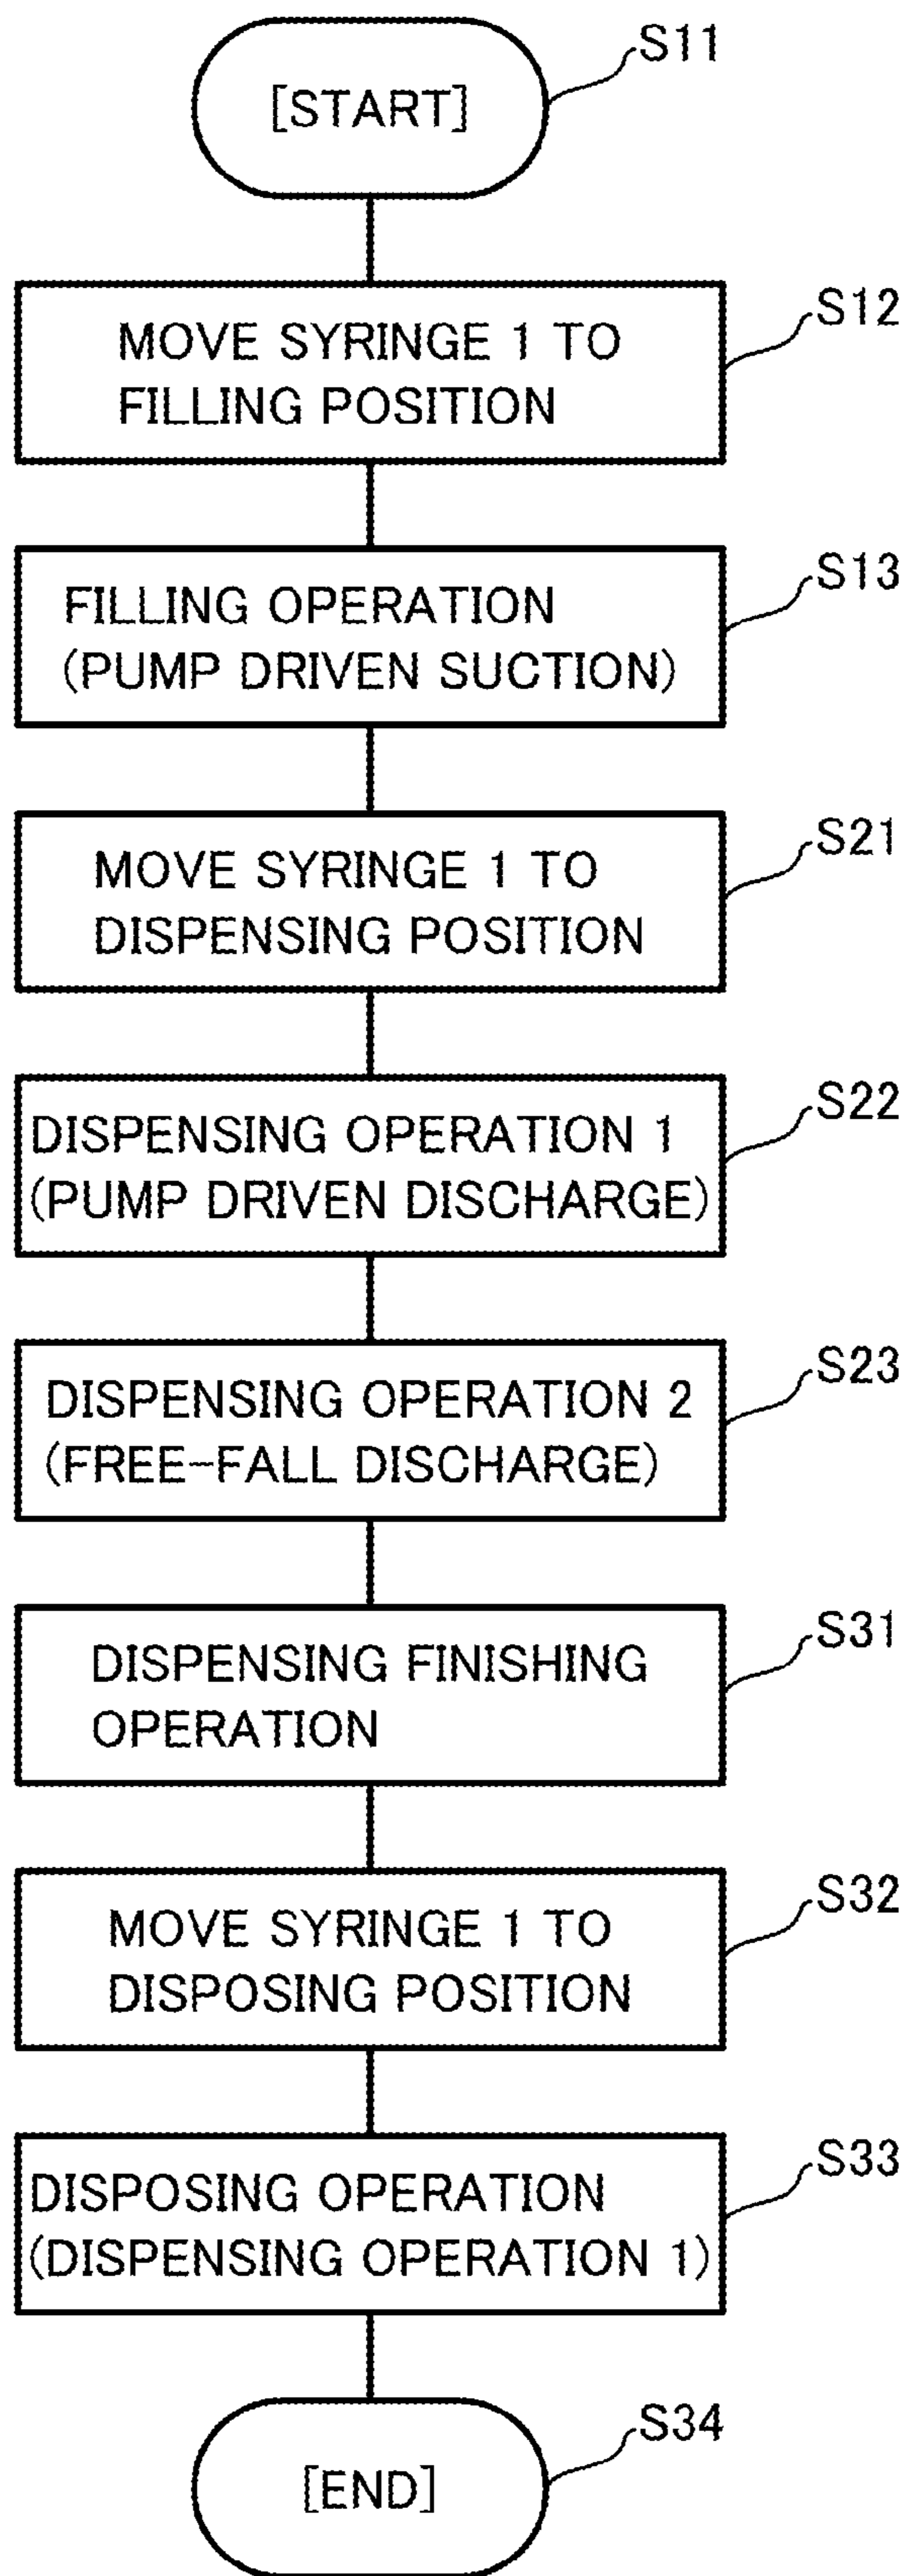 [START]
S11
MOVE SYRINGE 1 TO
FILLING POSITION
S12
FILLING OPERATION
(PUMP DRIVEN SUCTION)
S13
MOVE SYRINGE 1 TO
DISPENSING POSITION
S21
DISPENSING OPERATION 1
(PUMP DRIVEN DISCHARGE)
S22
DISPENSING OPERATION 2
(FREE-FALL DISCHARGE)
S23
DISPENSING FINISHING
OPERATION
S31
MOVE SYRINGE 1 TO
DISPOSING POSITION
S32
DISPOSING OPERATION
(DISPENSING OPERATION 1)
S33
[END]
S34